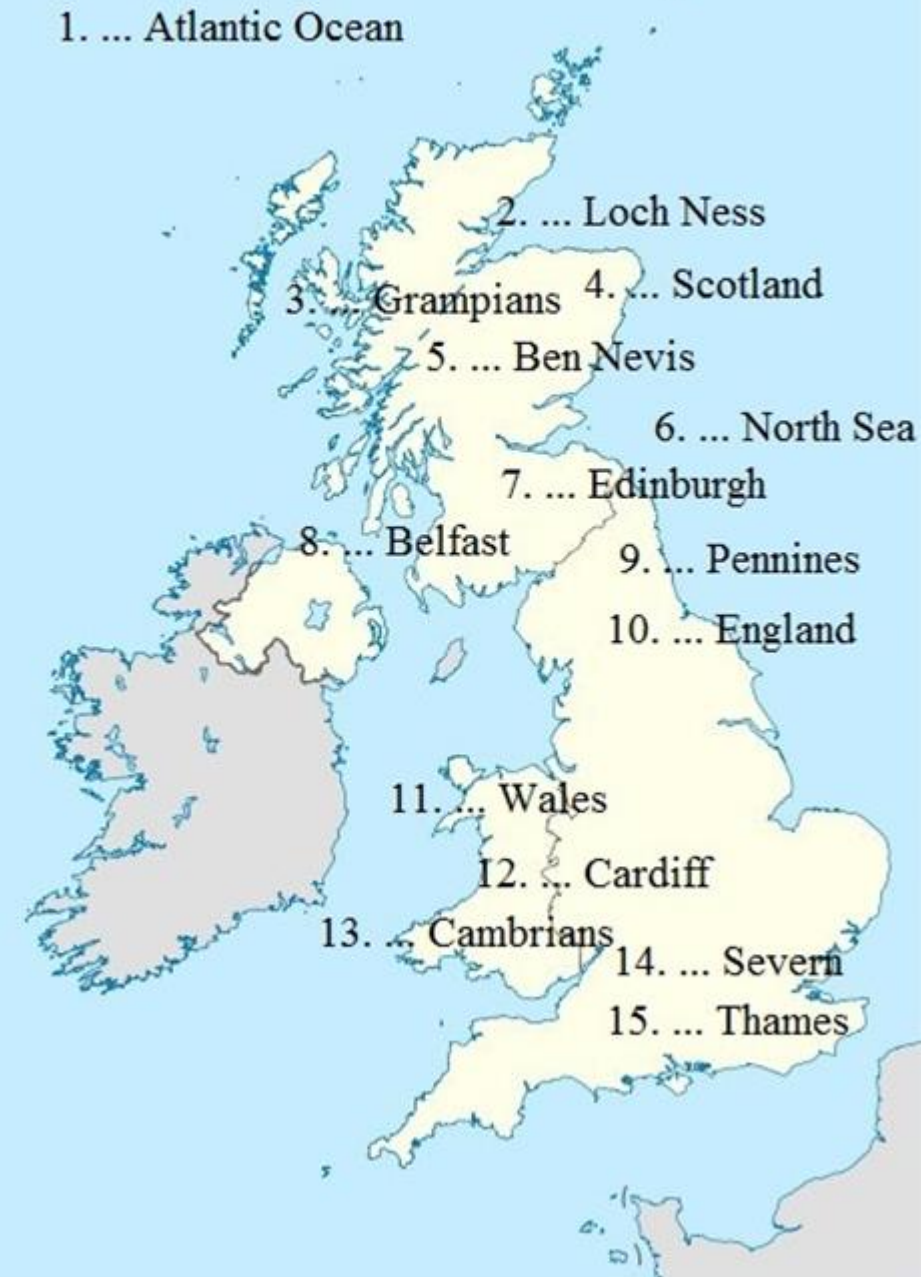 1. ... Atlantic Ocean
2. ... Loch Ness
3. ... Grampians
4. ... Scotland
5. ... Ben Nevis
6. ... North Sea
7. ... Edinburgh
8. ... Belfast
9. ... Pennines
10. ... England
11. ... Wales
12. ... Cardiff
13. ... Cambrians
14. ... Severn
15. ... Thames